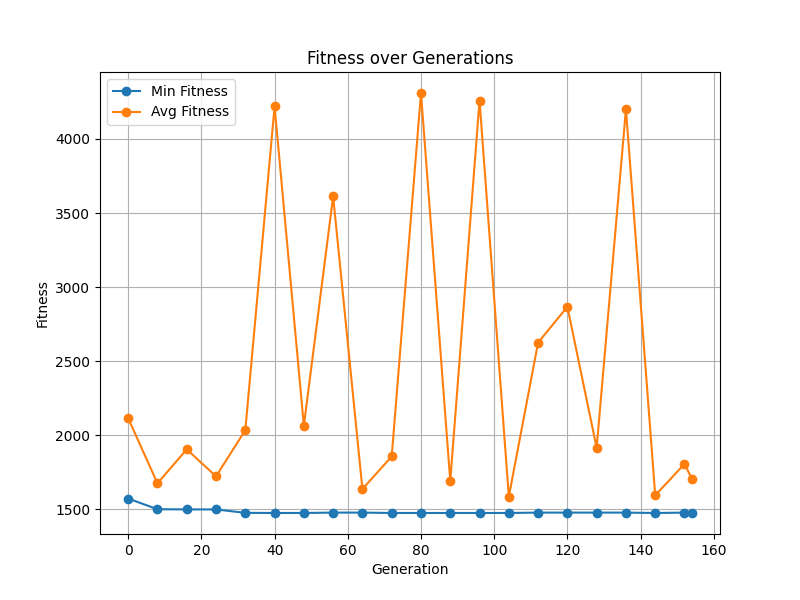 Fitness over Generations
Min Fitness
Avg Fitness
Fitness
4000
3500
3000
2500
2000
1500
0 20 40 60 80 100 120 140 160
Generation